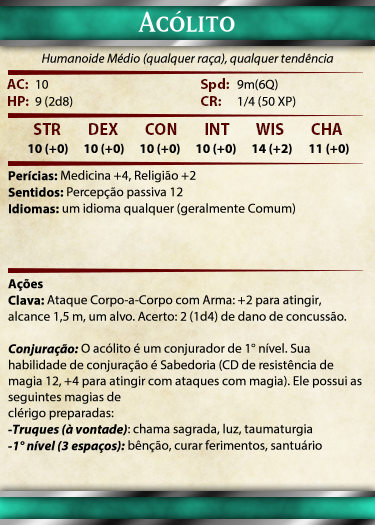 Acólito
Humanoide Médio (qualquer raça), qualquer tendência
AC: 10 Spd: 9m(6Q)
HP: 9 (2d8) CR: 1/4 (50 XP)
STR DEX CON INT WIS CHA
10 (+0) 10 (+0) 10 (+0) 10 (+0) 14 (+2) 11 (+0)
Perícias: Medicina +4, Religião +2
Sentidos: Percepção passiva 12
Idiomas: um idioma qualquer (geralmente Comum)
Ações
Clava: Ataque Corpo-a-Corpo com Arma: +2 para atingir,
alcance 1,5 m, um alvo. Acerto: 2 (1d4) de dano de concussão.
Conjuração: O acólito é um conjurador de 1° nível. Sua
habilidade de conjuração é Sabedoria (CD de resistência de
magia 12, +4 para atingir com ataques com magia). Ele possui as
seguintes magias de
clérigo preparadas:
-Truques (à vontade): chama sagrada, luz, taumaturgia
-1° nível (3 espaços): bênção, curar ferimentos, santuário